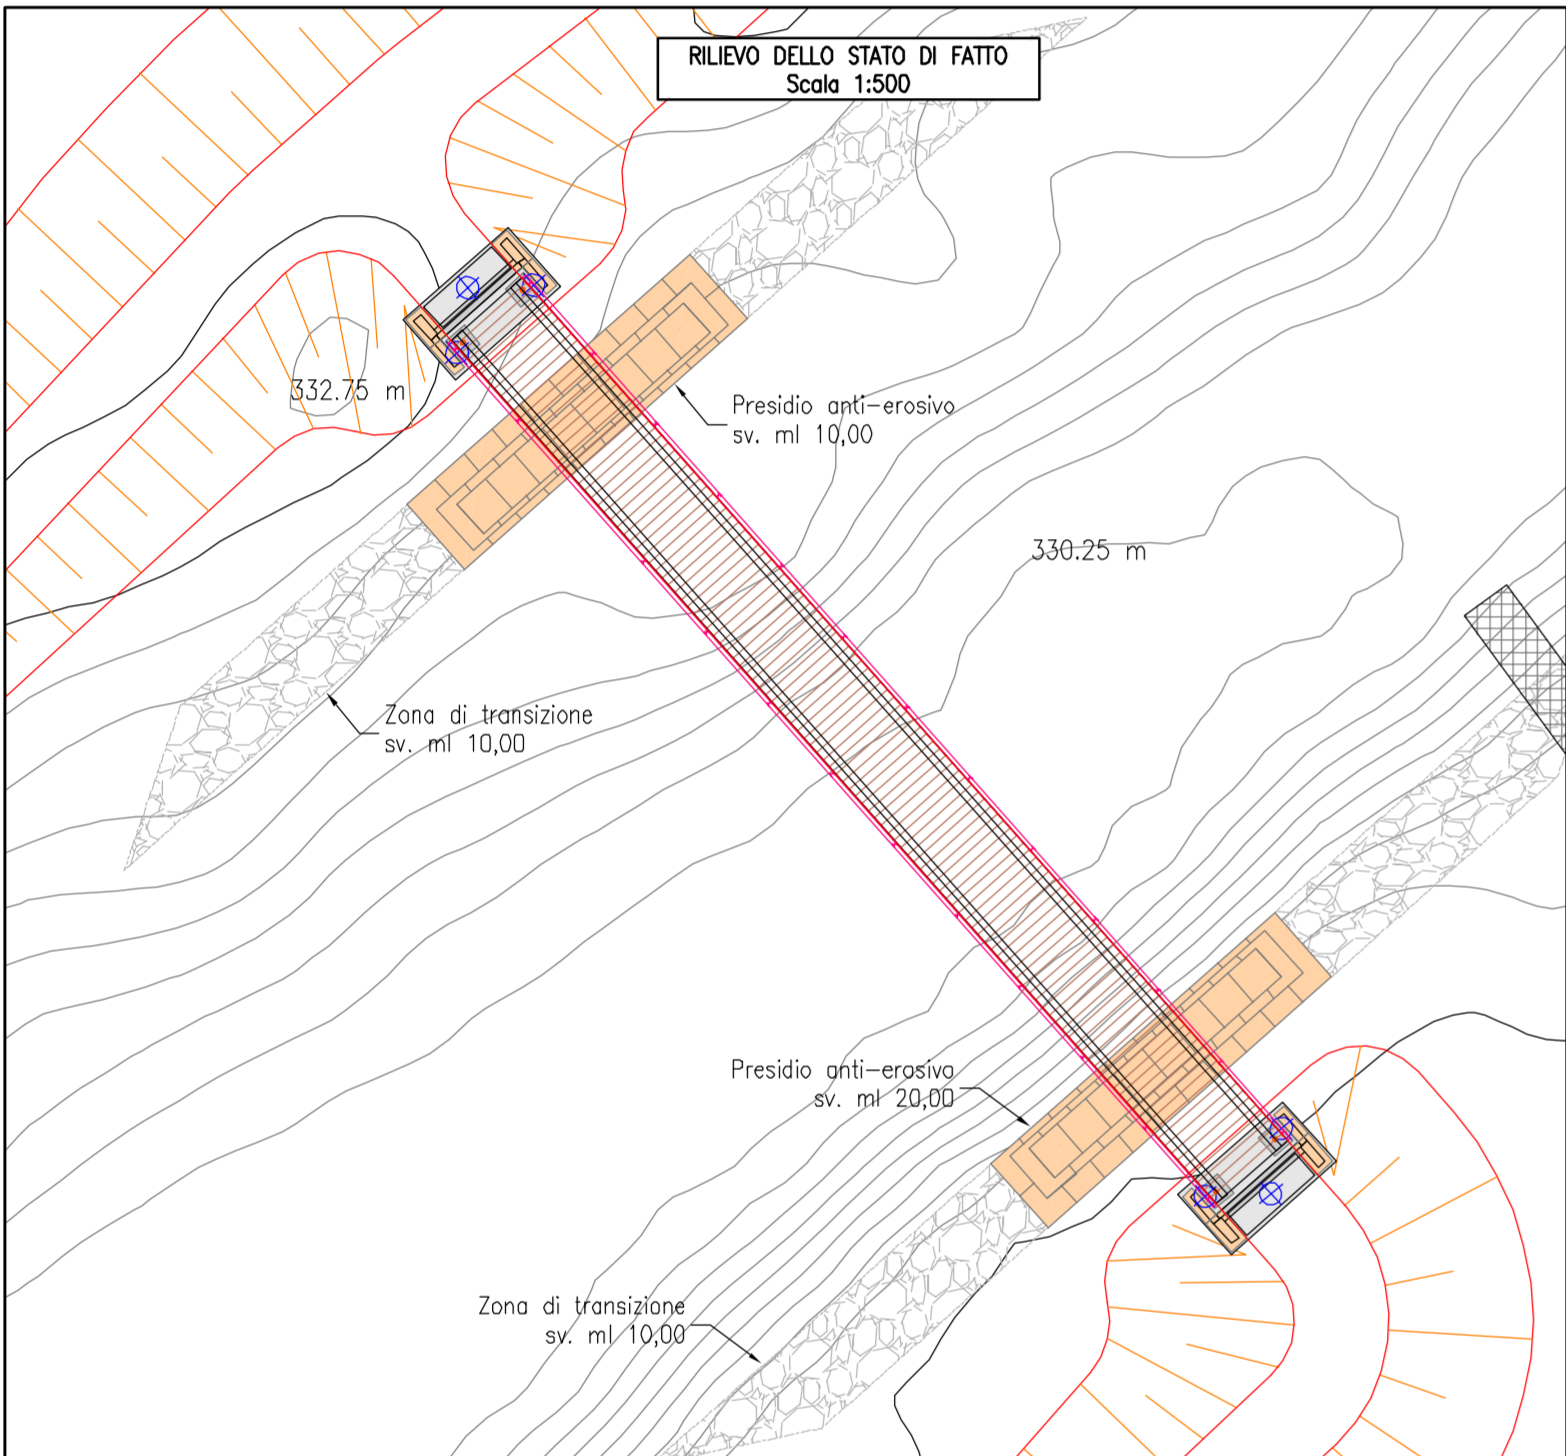 RILIEVO DELLO STATO DI FATTO
Scala 1:500
332.75 m
Presidio anti-erosivo
sv. ml 10,00
330.25 m
Zona di transizione
sv. ml 10,00
Presidio anti-erosivo
sv. ml 20,00
Zona di transizione
sv. ml 10,00